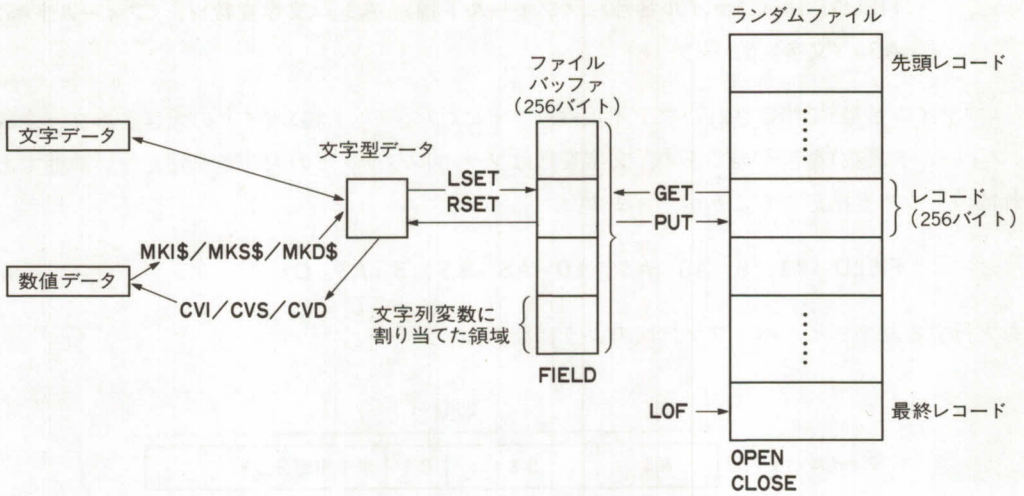 ランダムファイル
先頭レコード
ファイル
バッファ
(256バイト)
文字データ
文字型データ
LSET
RSET
GET
PUT
レコード
(256バイト)
MKI$/MKS$/MKD$
数値データ
CVI/CVS/CVD
文字列変数に
割り当てた領域
FIELD
LOF
最終レコード
OPEN
CLOSE